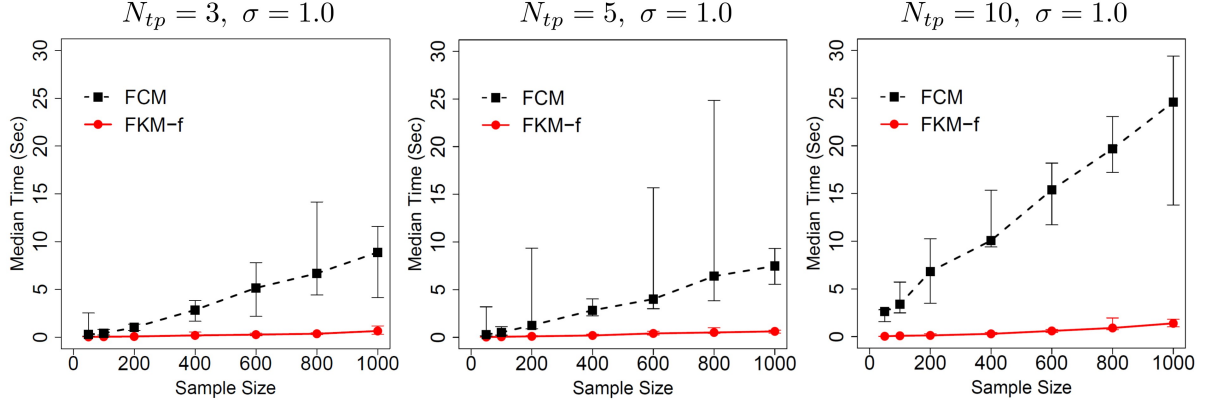 N_{tp} = 3, σ = 1.0
Median Time (Sec)
30
25
20
15
10
5
0
FCM
FKM−f
0
200
400
600
800
1000
Sample Size
N_{tp} = 5, σ = 1.0
Median Time (Sec)
30
25
20
15
10
5
0
FCM
FKM−f
0
200
400
600
800
1000
Sample Size
N_{tp} = 10, σ = 1.0
Median Time (Sec)
30
25
20
15
10
5
0
FCM
FKM−f
0
200
400
600
800
1000
Sample Size